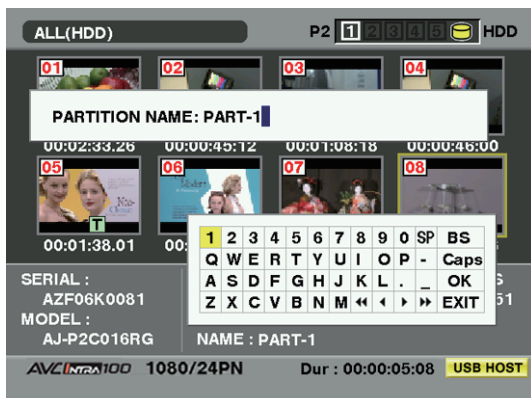 ALL(HDD) P2 1 2 3 4 5 HDD
01 02 03 04
PARTITION NAME: PART-1
00:02:33.26 00:00:45:12 00:01:08:18 00:00:46:00
05 06 07 08
T
00:01:38.01 00:
1 2 3 4 5 6 7 8 9 0 SP BS
Q W E R T Y U I O P - Caps
A S D F G H J K L . _ OK
Z X C V B N M EXIT
SERIAL : S
AZF06K0081 51
MODEL :
AJ-P2C016RG NAME : PART-1
AVC INTRA 100 1080/24PN Dur : 00:00:05:08 USB HOST